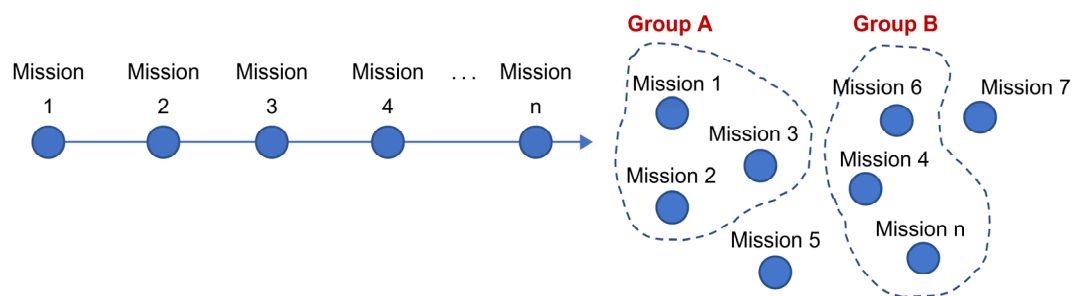 Group A
Group B
Mission Mission Mission Mission ... Mission
1 2 3 4 n
Mission 1
Mission 3
Mission 2
Mission 5
Mission 6
Mission 7
Mission 4
Mission n